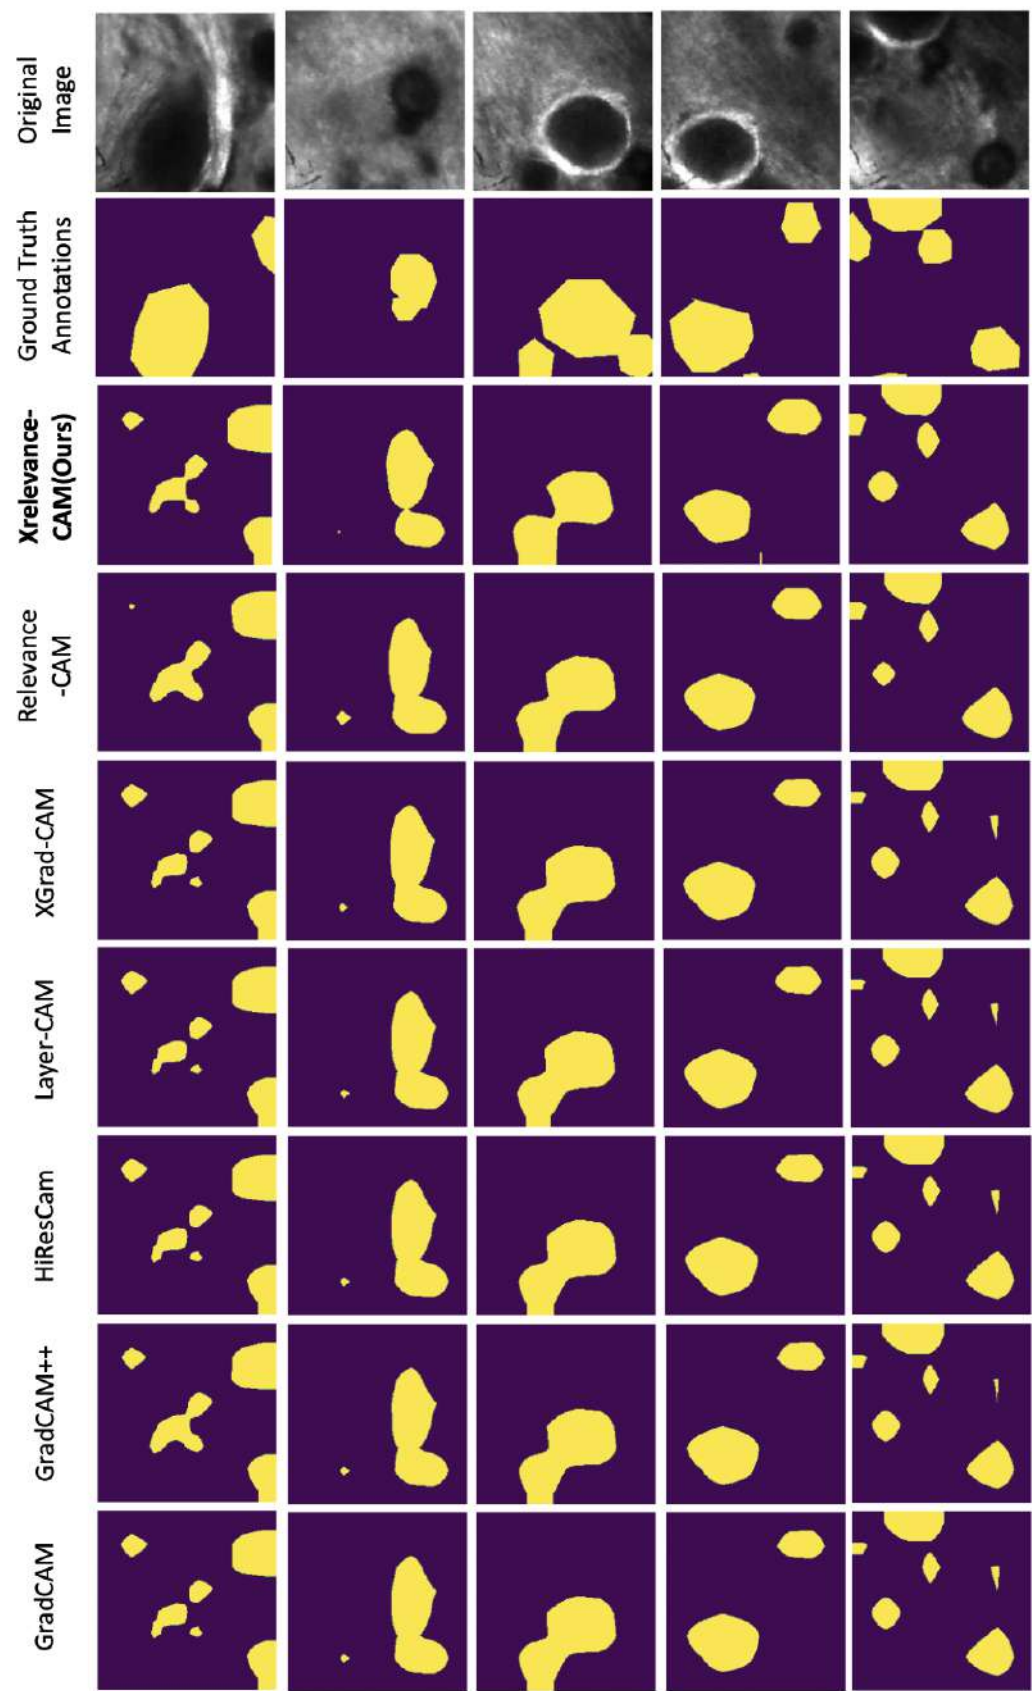 Original
Image
Ground Truth
Annotations
Xrelevance-
CAM(Ours)
Relevance
-CAM
XGrad-CAM
Layer-CAM
HiResCam
GradCAM++
GradCAM